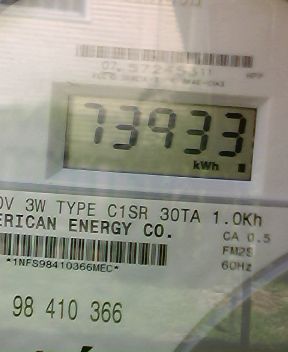 73933
kWh
0V 3W TYPE C1SR 30TA 1.0Kh
ERICAN ENERGY CO.
CA 0.5
FM2S
*1NFS98410366MEC*
60Hz
98 410 366